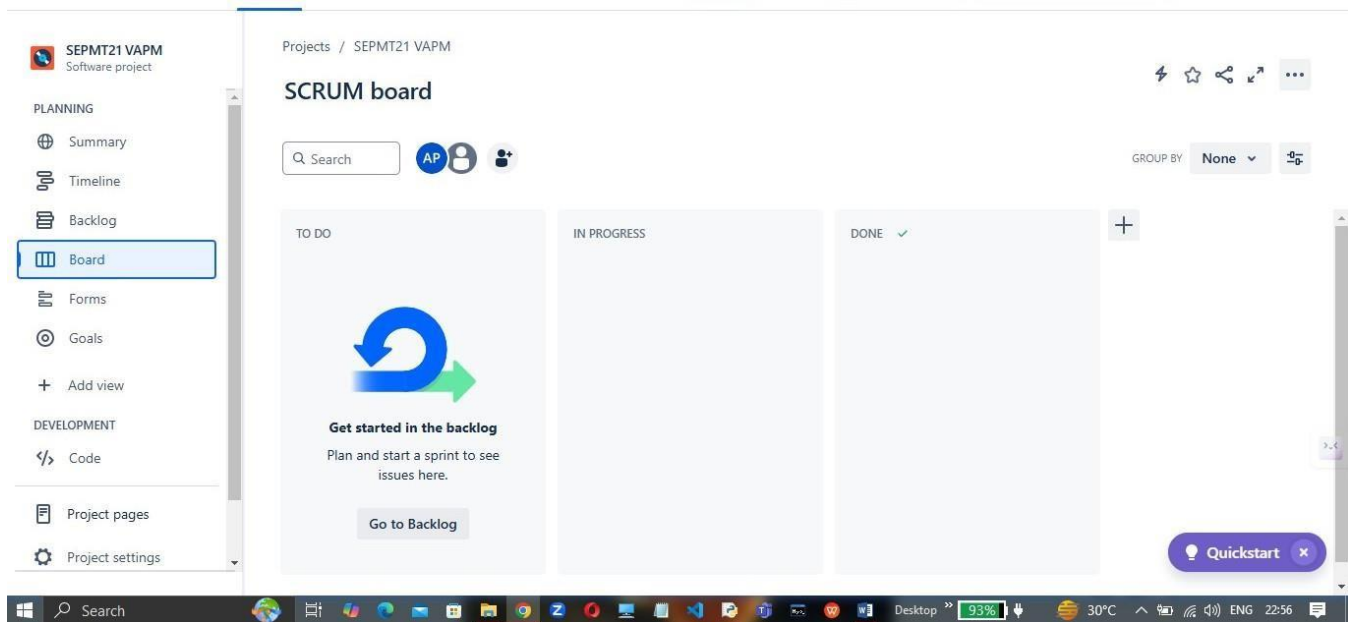 SEPMT21 VAPM
Software project
PLANNING
Summary
Timeline
Backlog
Board
Forms
Goals
Add view
DEVELOPMENT
</> Code
Project pages
Project settings
Projects / SEPMT21 VAPM
SCRUM board
Search
AP
GROUP BY None
TO DO
IN PROGRESS
DONE
Get started in the backlog
Plan and start a sprint to see
issues here.
Go to Backlog
Quickstart
Search
Desktop
93%
30°C
ENG
22:56